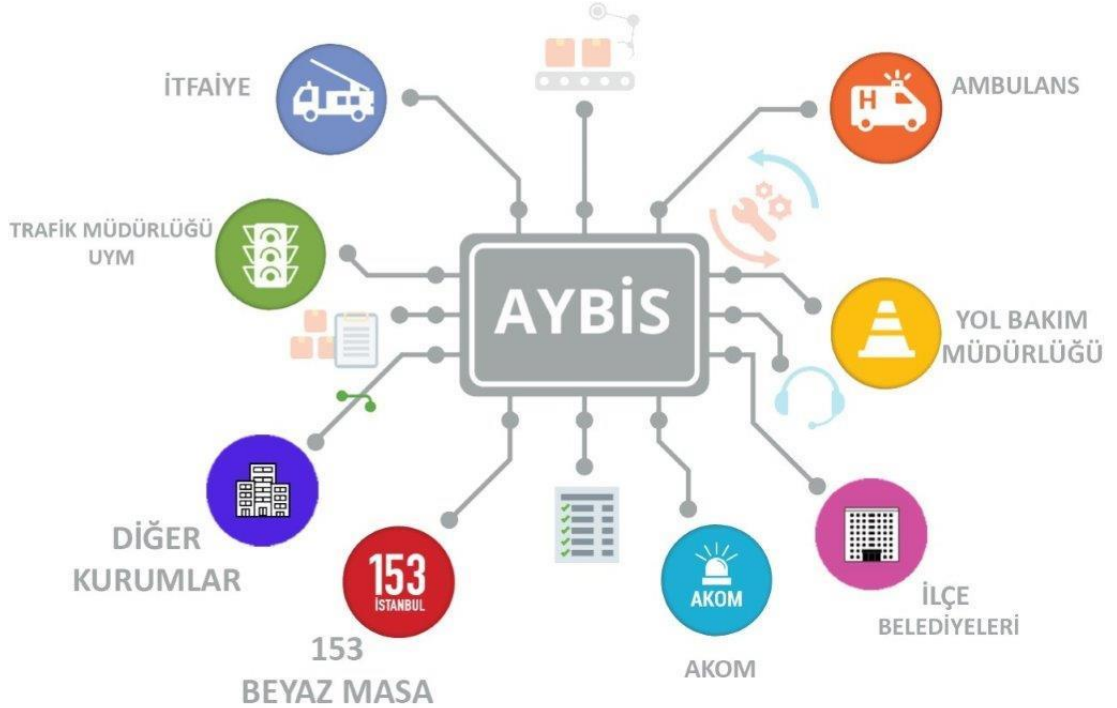 İTFAİYE
H
AMBULANS
TRAFİK MÜDÜRLÜĞÜ
UYM
AYBİS
YOL BAKIM
MÜDÜRLÜĞÜ
DİĞER
KURUMLAR
153
İSTANBUL
153
BEYAZ MASA
AKOM
AKOM
İLÇE
BELEDİYELERİ